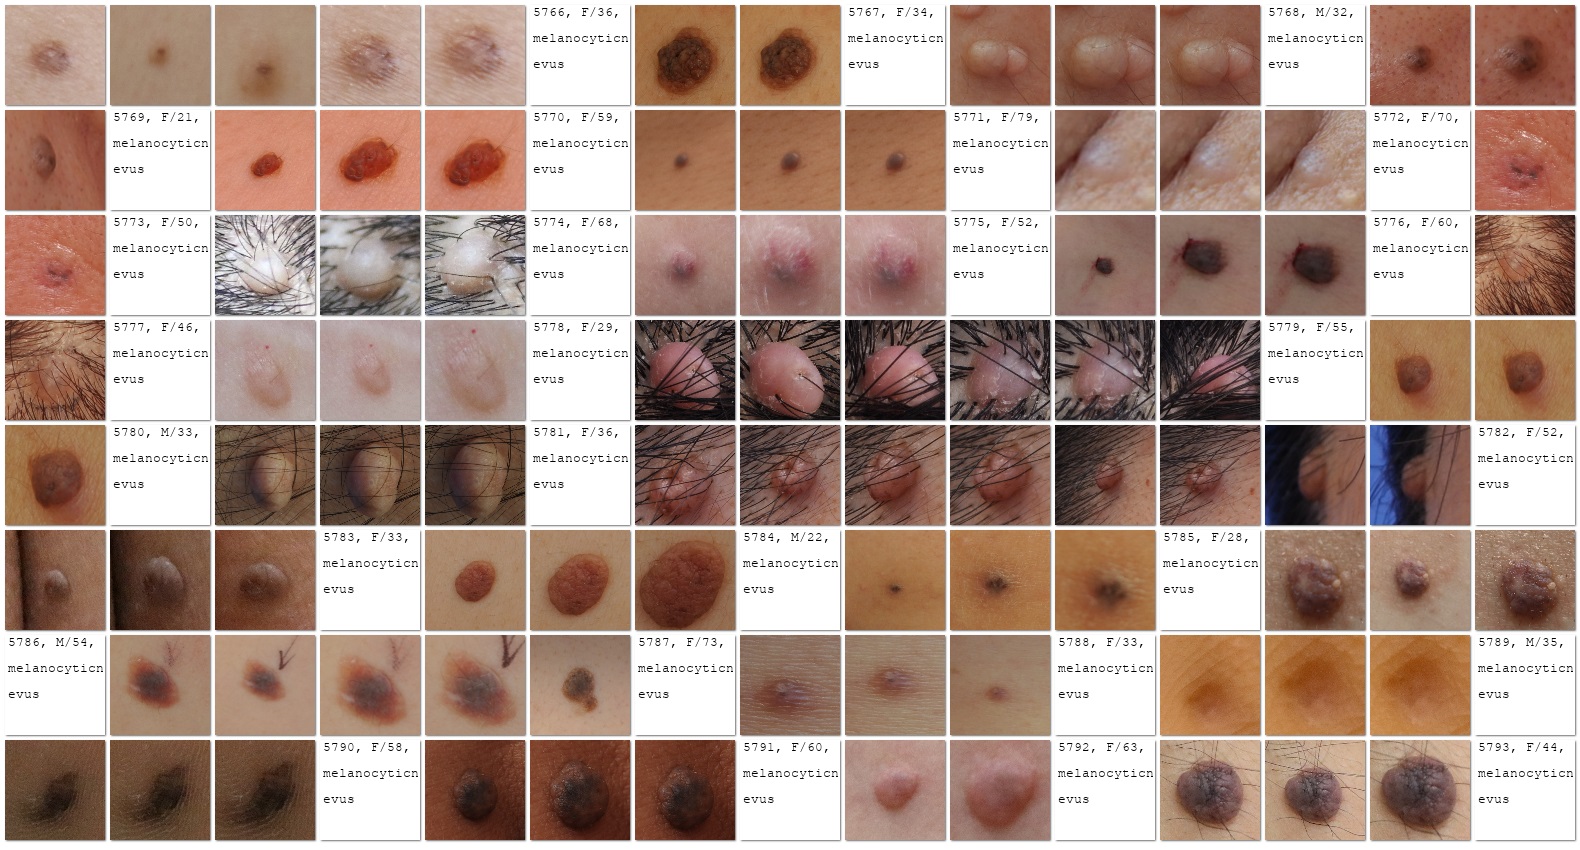 5766, F/36,
melanocyticn
evus
5767, F/34,
melanocyticn
evus
5768, M/32,
melanocyticn
evus
5769, F/21,
melanocyticn
evus
5770, F/59,
melanocyticn
evus
5771, F/79,
melanocyticn
evus
5772, F/70,
melanocyticn
evus
5773, F/50,
melanocyticn
evus
5774, F/68,
melanocyticn
evus
5775, F/52,
melanocyticn
evus
5776, F/60,
melanocyticn
evus
5777, F/46,
melanocyticn
evus
5778, F/29,
melanocyticn
evus
5779, F/55,
melanocyticn
evus
5780, M/33,
melanocyticn
evus
5781, F/36,
melanocyticn
evus
5782, F/52,
melanocyticn
evus
5783, F/33,
melanocyticn
evus
5784, M/22,
melanocyticn
evus
5785, F/28,
melanocyticn
evus
5786, M/54,
melanocyticn
evus
5787, F/73,
melanocyticn
evus
5788, F/33,
melanocyticn
evus
5789, M/35,
melanocyticn
evus
5790, F/58,
melanocyticn
evus
5791, F/60,
melanocyticn
evus
5792, F/63,
melanocyticn
evus
5793, F/44,
melanocyticn
evus